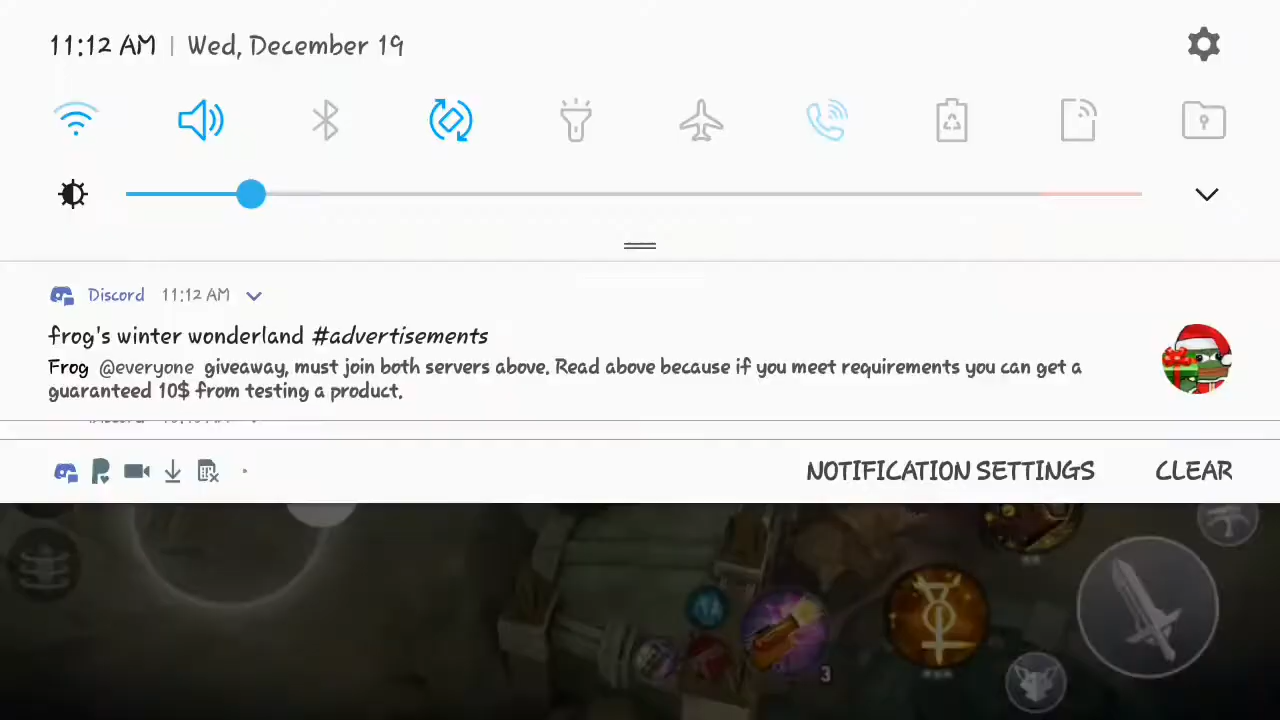 11:12 AM | Wed, December 19
Discord 11:12 AM
frog's winter wonderland #advertisements
Frog @everyone giveaway, must join both servers above. Read above because if you meet requirements you can get a
guaranteed 10$ from testing a product.
NOTIFICATION SETTINGS CLEAR
3